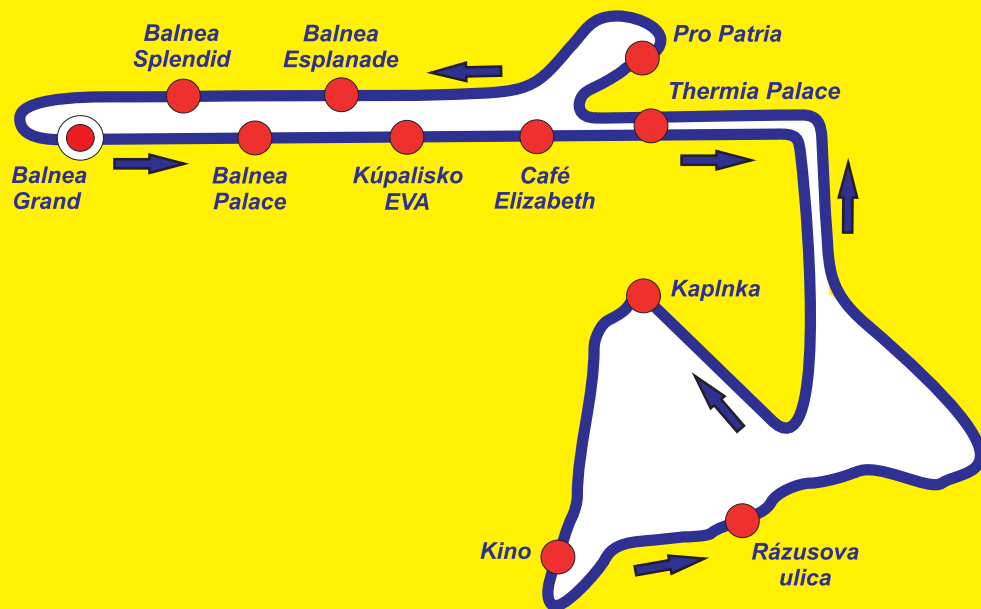 Balnea
Splendid
Balnea
Esplanade
Pro Patria
Thermia Palace
Balnea
Grand
Balnea
Palace
Kúpalisko
EVA
Café
Elizabeth
Kaplnka
Kino
Rázusova
ulica